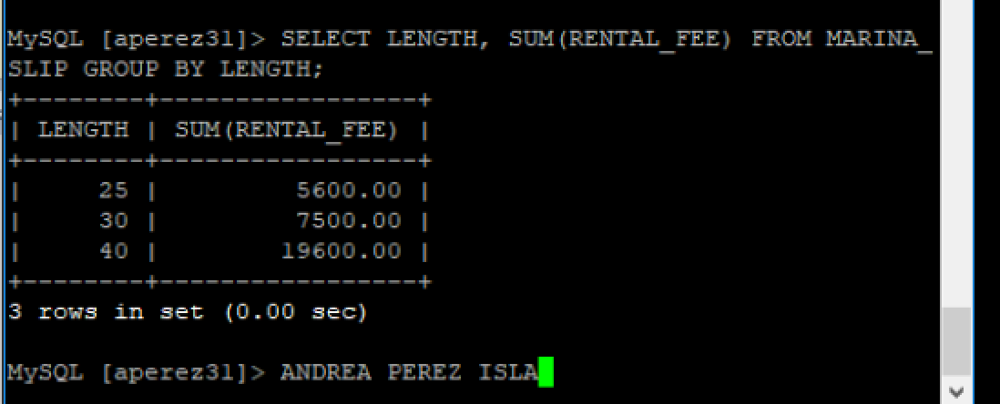 MySQL [aperez31]> SELECT LENGTH, SUM(RENTAL_FEE) FROM MARINA_
SLIP GROUP BY LENGTH;
+--------+-----------------+
| LENGTH | SUM(RENTAL_FEE) |
+--------+-----------------+
|     25 |         5600.00 |
|     30 |         7500.00 |
|     40 |        19600.00 |
+--------+-----------------+
3 rows in set (0.00 sec)
MySQL [aperez31]> ANDREA PEREZ ISLA